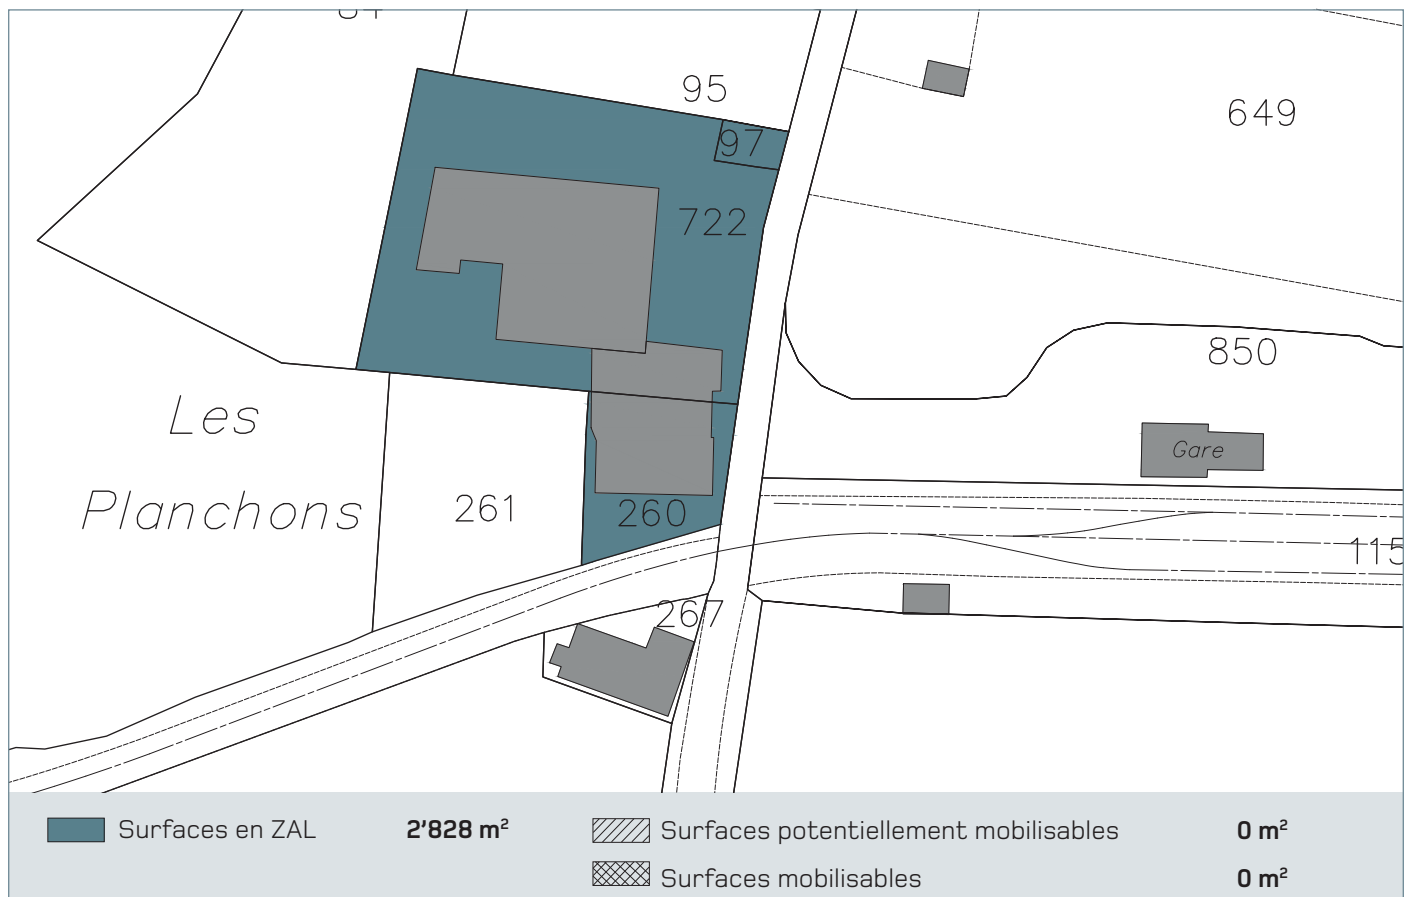 95
649
97
722
850
Les
Gare
Planchons
261
260
115
267
Surfaces en ZAL 2'828 m²
Surfaces potentiellement mobilisables 0 m²
Surfaces mobilisables 0 m²